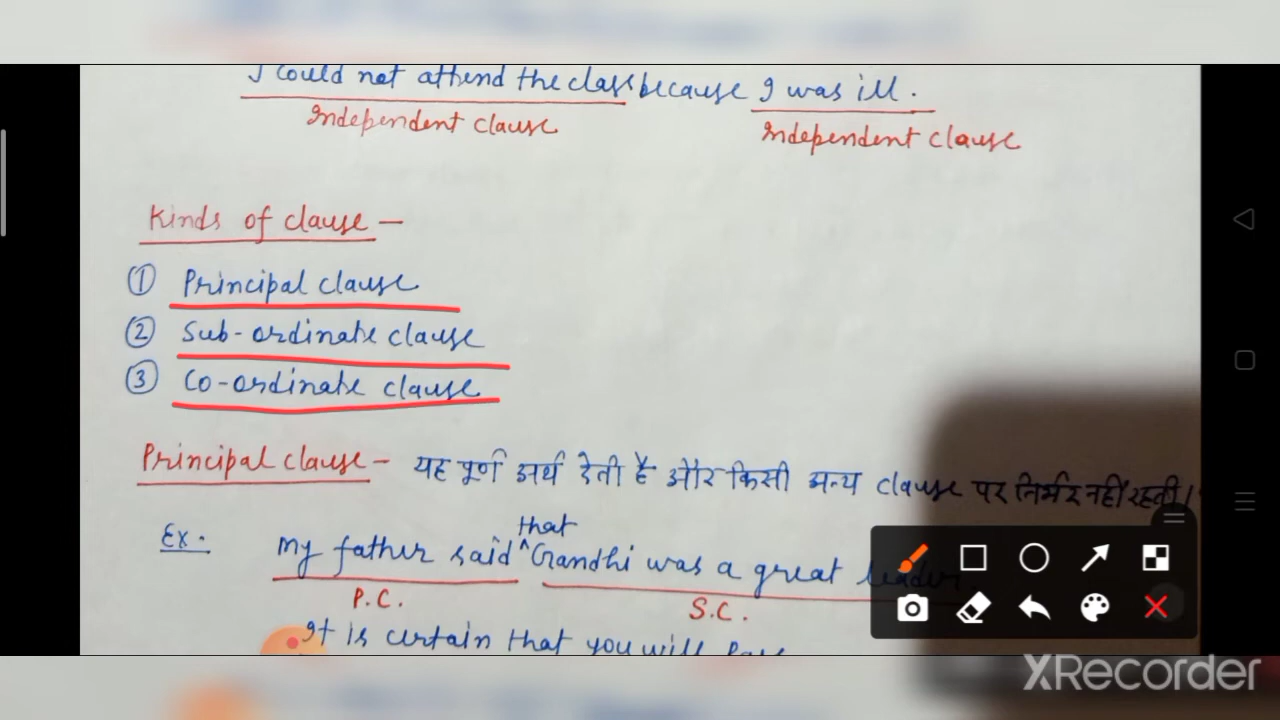 I could not attend the class because I was ill.
Independent clause Independent clause
Kinds of clause –
① Principal clause
② Sub-ordinate clause
③ Co-ordinate clause
Principal clause – यह पूर्ण अर्थ देती है और किसी अन्य clause पर निर्भर नहीं रहती।
that
Ex. My father said ^ Gandhi was a great leader.
P.C. S.C.
It is certain that you will Pass
XRecorder